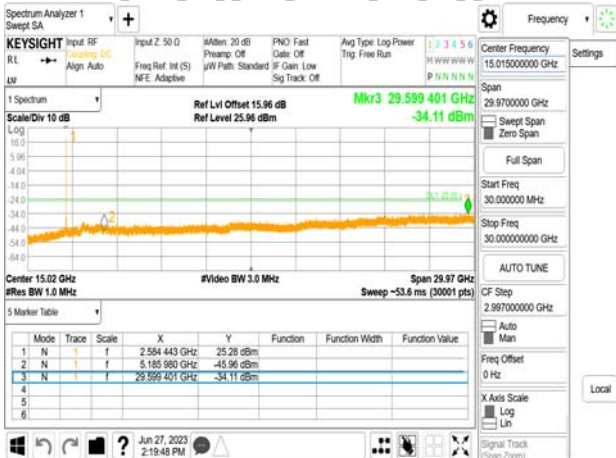 Spectrum Analyzer 1
Swept SA
Frequency
KEYSIGHT
RL
Input: RF
Coupling: DC
Align: Auto
Input Z: 50 Ω
Freq Ref: Int (S)
NFE: Adaptive
#Atten: 20 dB
Preamp: Off
µW Path: Standard
PNO: Fast
Gate: Off
IF Gain: Low
Sig Track: Off
Avg Type: Log-Power
Trig: Free Run
1 2 3 4 5 6
M W W W W W
P N N N N N
1 Spectrum
Scale/Div 10 dB
Ref Lvl Offset 15.96 dB
Ref Level 25.96 dBm
Mkr3 29.599 401 GHz
-34.11 dBm
Log
16.0
5.96
-4.04
-14.0
-24.0
-34.0
-44.0
-54.0
-64.0
1
2
Center 15.02 GHz
#Res BW 1.0 MHz
#Video BW 3.0 MHz
Span 29.97 GHz
Sweep ~53.6 ms (30001 pts)
5 Marker Table
Mode Trace Scale X Y Function Function Width Function Value
1 N 1 f 2.584 443 GHz 25.28 dBm
2 N 1 f 5.185 980 GHz -45.96 dBm
3 N 1 f 29.599 401 GHz -34.11 dBm
4
5
6
Jun 27, 2023
2:19:48 PM
Center Frequency
15.015000000 GHz
Span
29.9700000 GHz
Swept Span
Zero Span
Full Span
Start Freq
30.000000 MHz
Stop Freq
30.000000000 GHz
AUTO TUNE
CF Step
2.997000000 GHz
Auto
Man
Freq Offset
0 Hz
X Axis Scale
Log
Lin
Signal Track
(Span Zoom)
Settings
Local